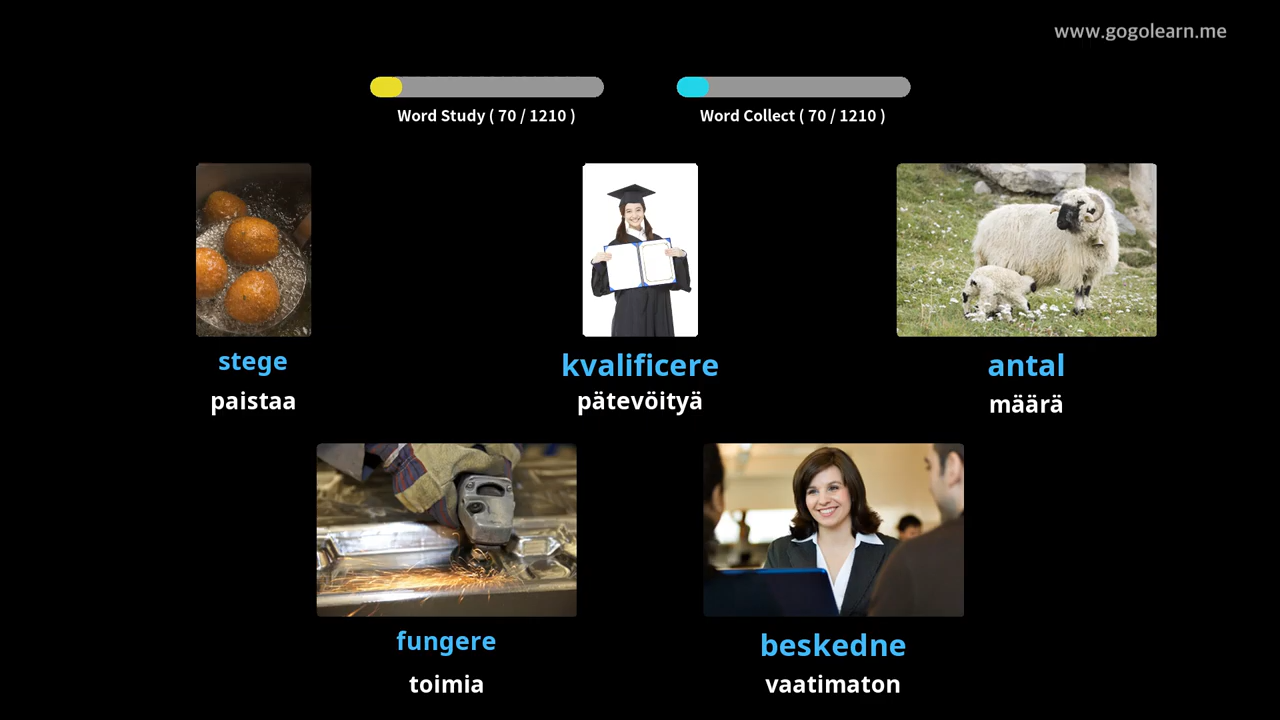 www.gogolearn.me
Word Study ( 70 / 1210 )
Word Collect ( 70 / 1210 )
stege
paistaa
kvalificere
pätevöityä
antal
määrä
fungere
toimia
beskedne
vaatimaton